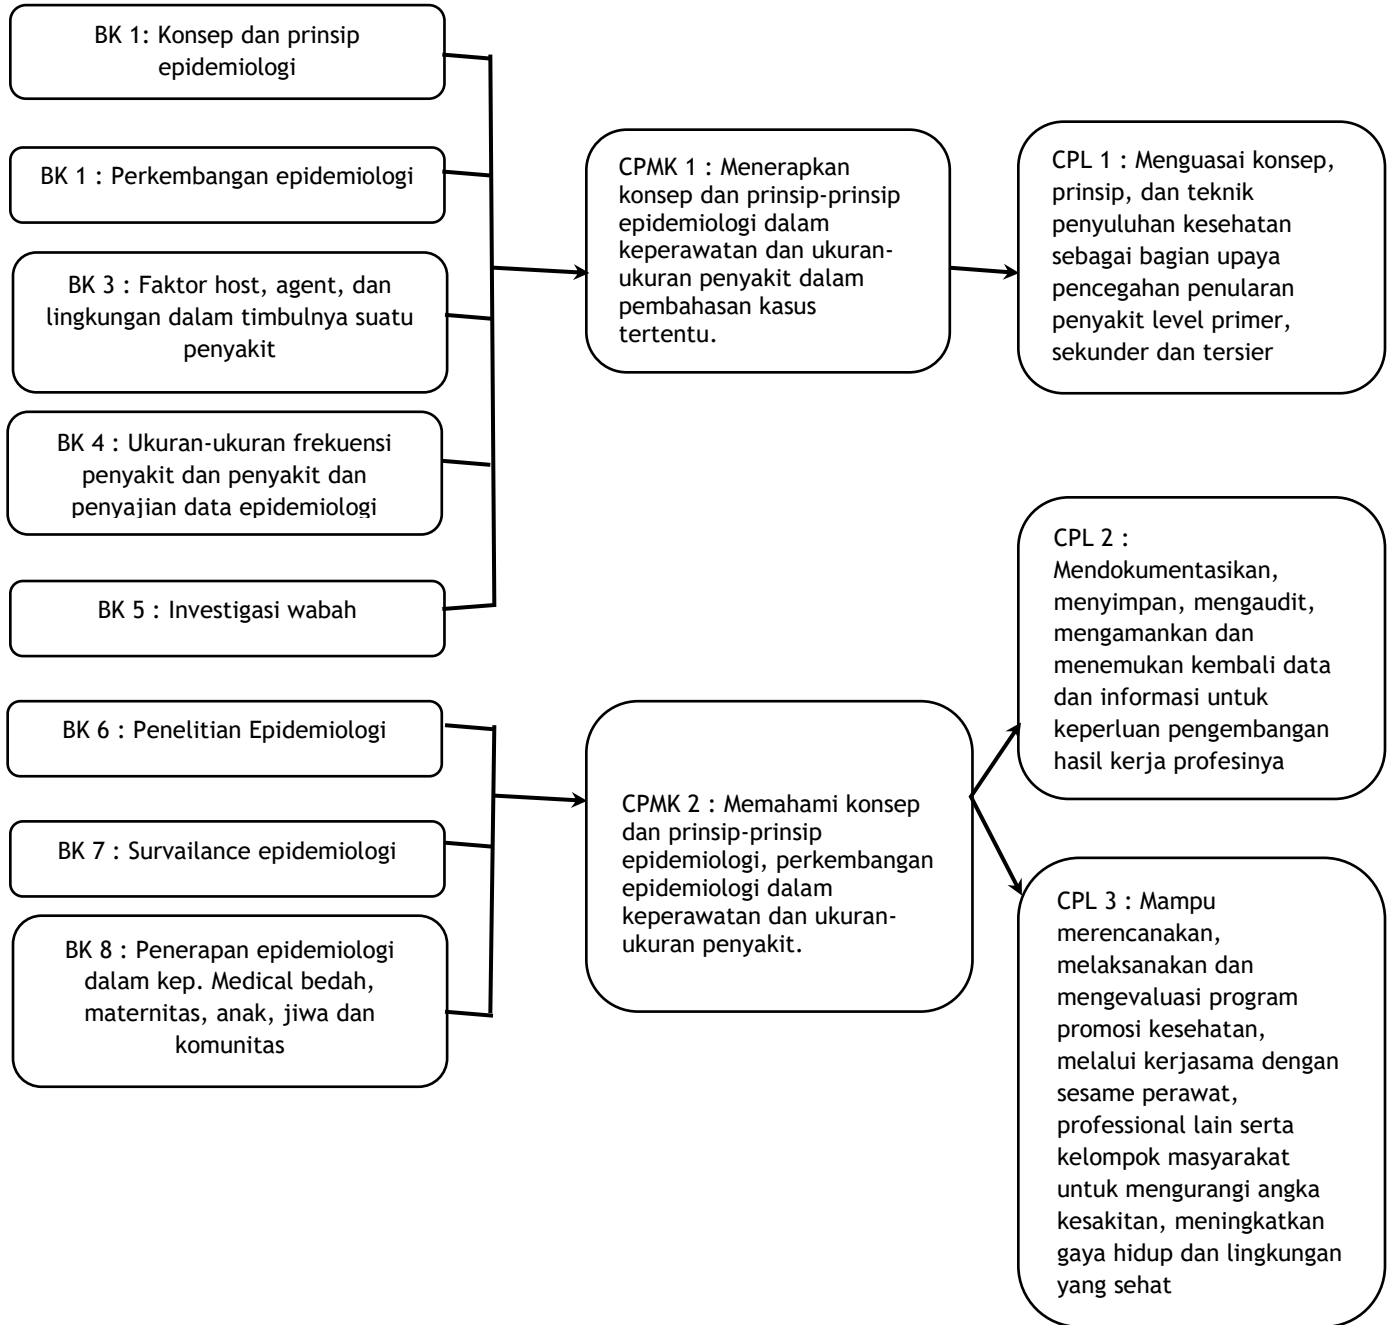 BK 1: Konsep dan prinsip
epidemiologi
BK 1 : Perkembangan epidemiologi
BK 3 : Faktor host, agent, dan
lingkungan dalam timbulnya suatu
penyakit
BK 4 : Ukuran-ukuran frekuensi
penyakit dan penyakit dan
penyajian data epidemiologi
BK 5 : Investigasi wabah
BK 6 : Penelitian Epidemiologi
BK 7 : Survailance epidemiologi
BK 8 : Penerapan epidemiologi
dalam kep. Medical bedah,
maternitas, anak, jiwa dan
komunitas
CPMK 1 : Menerapkan
konsep dan prinsip-prinsip
epidemiologi dalam
keperawatan dan ukuran-
ukuran penyakit dalam
pembahasan kasus
tertentu.
CPMK 2 : Memahami konsep
dan prinsip-prinsip
epidemiologi, perkembangan
epidemiologi dalam
keperawatan dan ukuran-
ukuran penyakit.
CPL 1 : Menguasai konsep,
prinsip, dan teknik
penyuluhan kesehatan
sebagai bagian upaya
pencegahan penularan
penyakit level primer,
sekunder dan tersier
CPL 2 :
Mendokumentasikan,
menyimpan, mengaudit,
mengamankan dan
menemukan kembali data
dan informasi untuk
keperluan pengembangan
hasil kerja profesinya
CPL 3 : Mampu
merencanakan,
melaksanakan dan
mengevaluasi program
promosi kesehatan,
melalui kerjasama dengan
sesame perawat,
professional lain serta
kelompok masyarakat
untuk mengurangi angka
kesakitan, meningkatkan
gaya hidup dan lingkungan
yang sehat